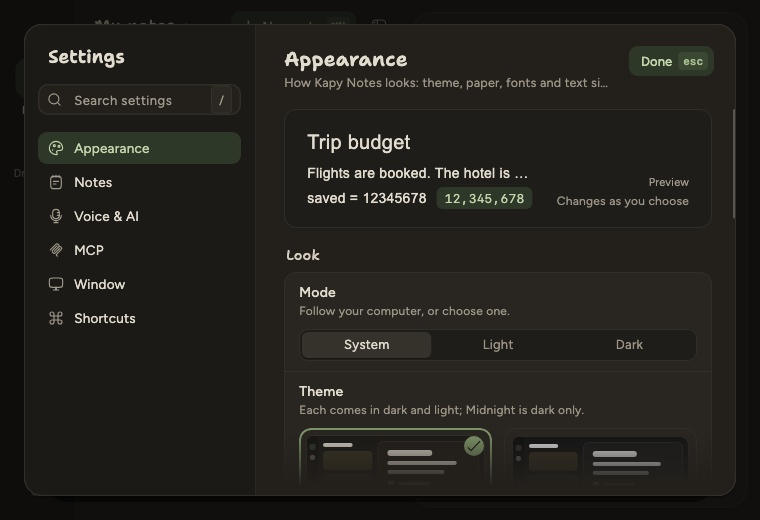 Settings
Search settings /
Appearance
Notes
Voice & AI
MCP
Window
Shortcuts
Appearance
How Kapy Notes looks: theme, paper, fonts and text si...
Done esc
Trip budget
Flights are booked. The hotel is ...
saved = 12345678 12,345,678
Preview
Changes as you choose
Look
Mode
Follow your computer, or choose one.
System Light Dark
Theme
Each comes in dark and light; Midnight is dark only.